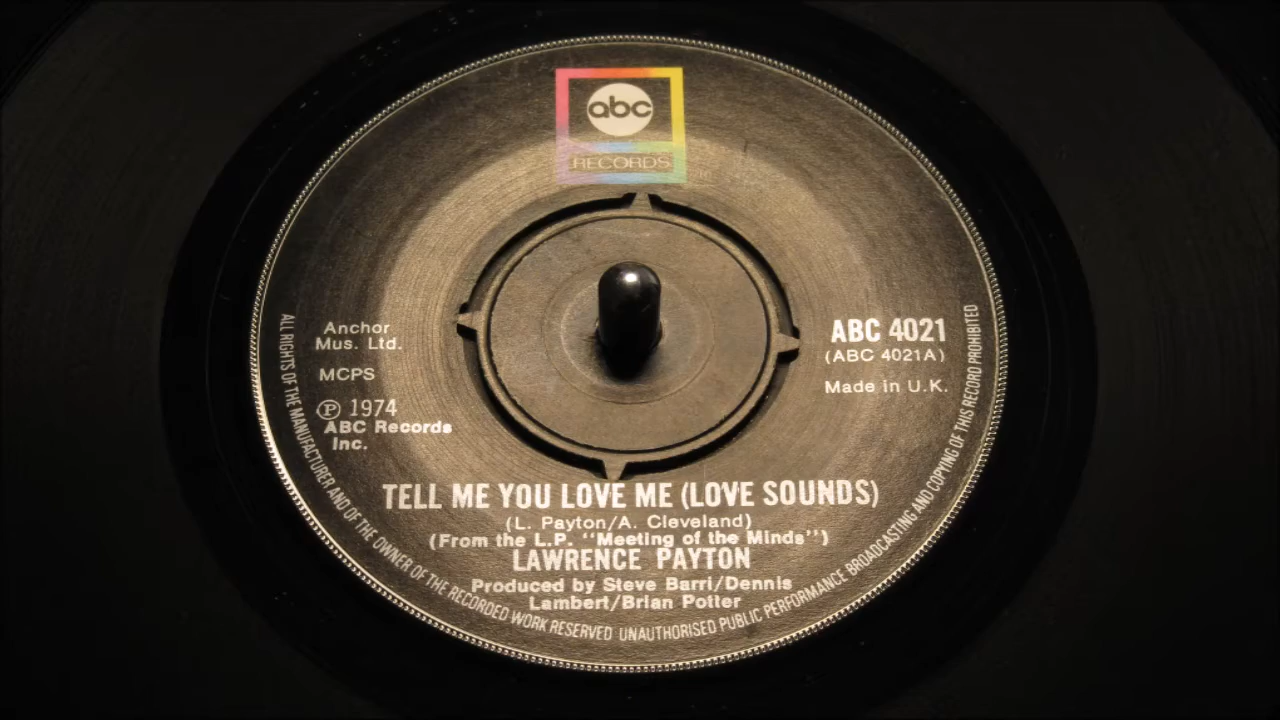 abc
RECORDS
Anchor
Mus. Ltd.
MCPS
Ⓟ 1974
ABC Records
Inc.
ABC 4021
(ABC 4021A)
Made in U.K.
TELL ME YOU LOVE ME (LOVE SOUNDS)
(L. Payton/A. Cleveland)
(From the L.P. "Meeting of the Minds")
LAWRENCE PAYTON
Produced by Steve Barri/Dennis
Lambert/Brian Potter
ALL RIGHTS OF THE MANUFACTURER AND OF THE OWNER OF THE RECORDED WORK RESERVED UNAUTHORISED PUBLIC PERFORMANCE BROADCASTING AND COPYING OF THIS RECORD PROHIBITED